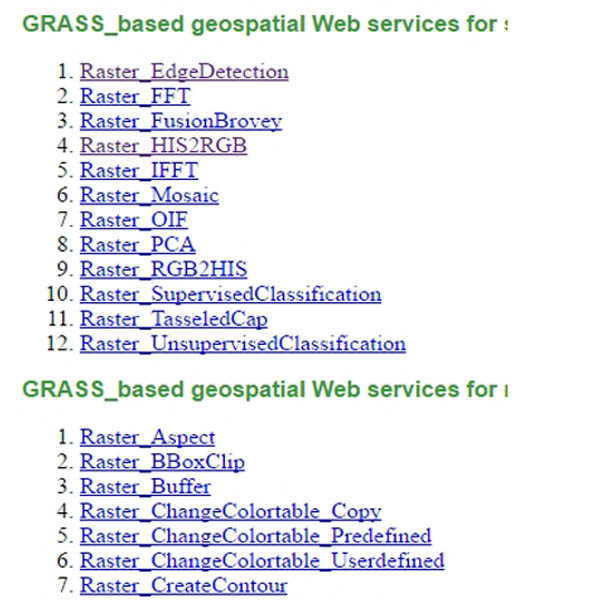 GRASS_based geospatial Web services for
1. Raster_EdgeDetection
2. Raster_FFT
3. Raster_FusionBrovey
4. Raster_HIS2RGB
5. Raster_IFFT
6. Raster_Mosaic
7. Raster_OIF
8. Raster_PCA
9. Raster_RGB2HIS
10. Raster_SupervisedClassification
11. Raster_TasseledCap
12. Raster_UnsupervisedClassification
GRASS_based geospatial Web services for
1. Raster_Aspect
2. Raster_BBoxClip
3. Raster_Buffer
4. Raster_ChangeColortable_Copy
5. Raster_ChangeColortable_Predefined
6. Raster_ChangeColortable_Userdefined
7. Raster_CreateContour